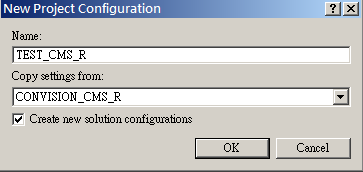 New Project Configuration
Name:
TEST_CMS_R
Copy settings from:
CONVISION_CMS_R
Create new solution configurations
OK Cancel